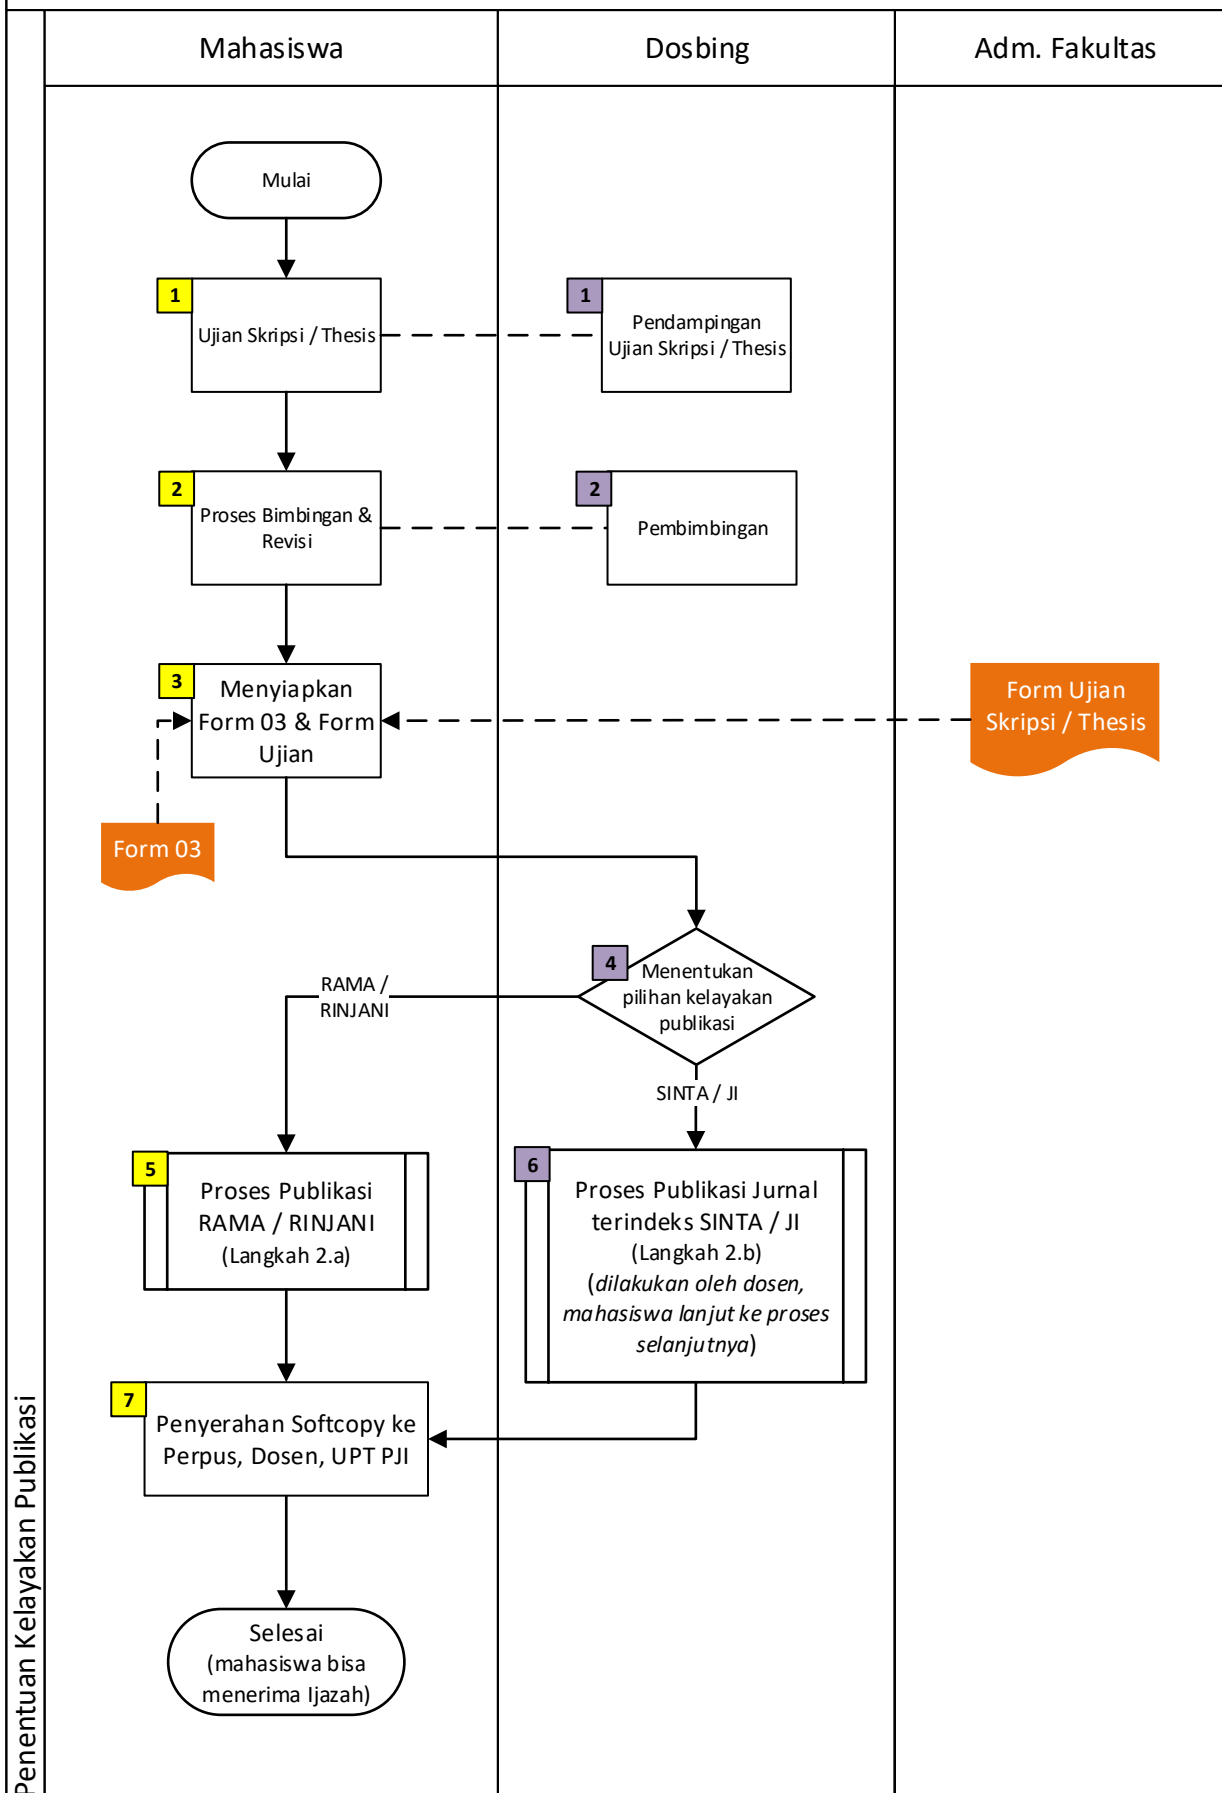 Mahasiswa
Dosbing
Adm. Fakultas
Penentuan Kelayakan Publikasi
Mulai
1
Ujian Skripsi / Thesis
1
Pendampingan
Ujian Skripsi / Thesis
2
Proses Bimbingan &
Revisi
2
Pembimbingan
3
Menyiapkan
Form 03 & Form
Ujian
Form Ujian
Skripsi / Thesis
Form 03
4
Menentukan
pilihan kelayakan
publikasi
RAMA /
RINJANI
SINTA / JI
5
Proses Publikasi
RAMA / RINJANI
(Langkah 2.a)
6
Proses Publikasi Jurnal
terindeks SINTA / JI
(Langkah 2.b)
(dilakukan oleh dosen,
mahasiswa lanjut ke proses
selanjutnya)
7
Penyerahan Softcopy ke
Perpus, Dosen, UPT PJI
Selesai
(mahasiswa bisa
menerima Ijazah)